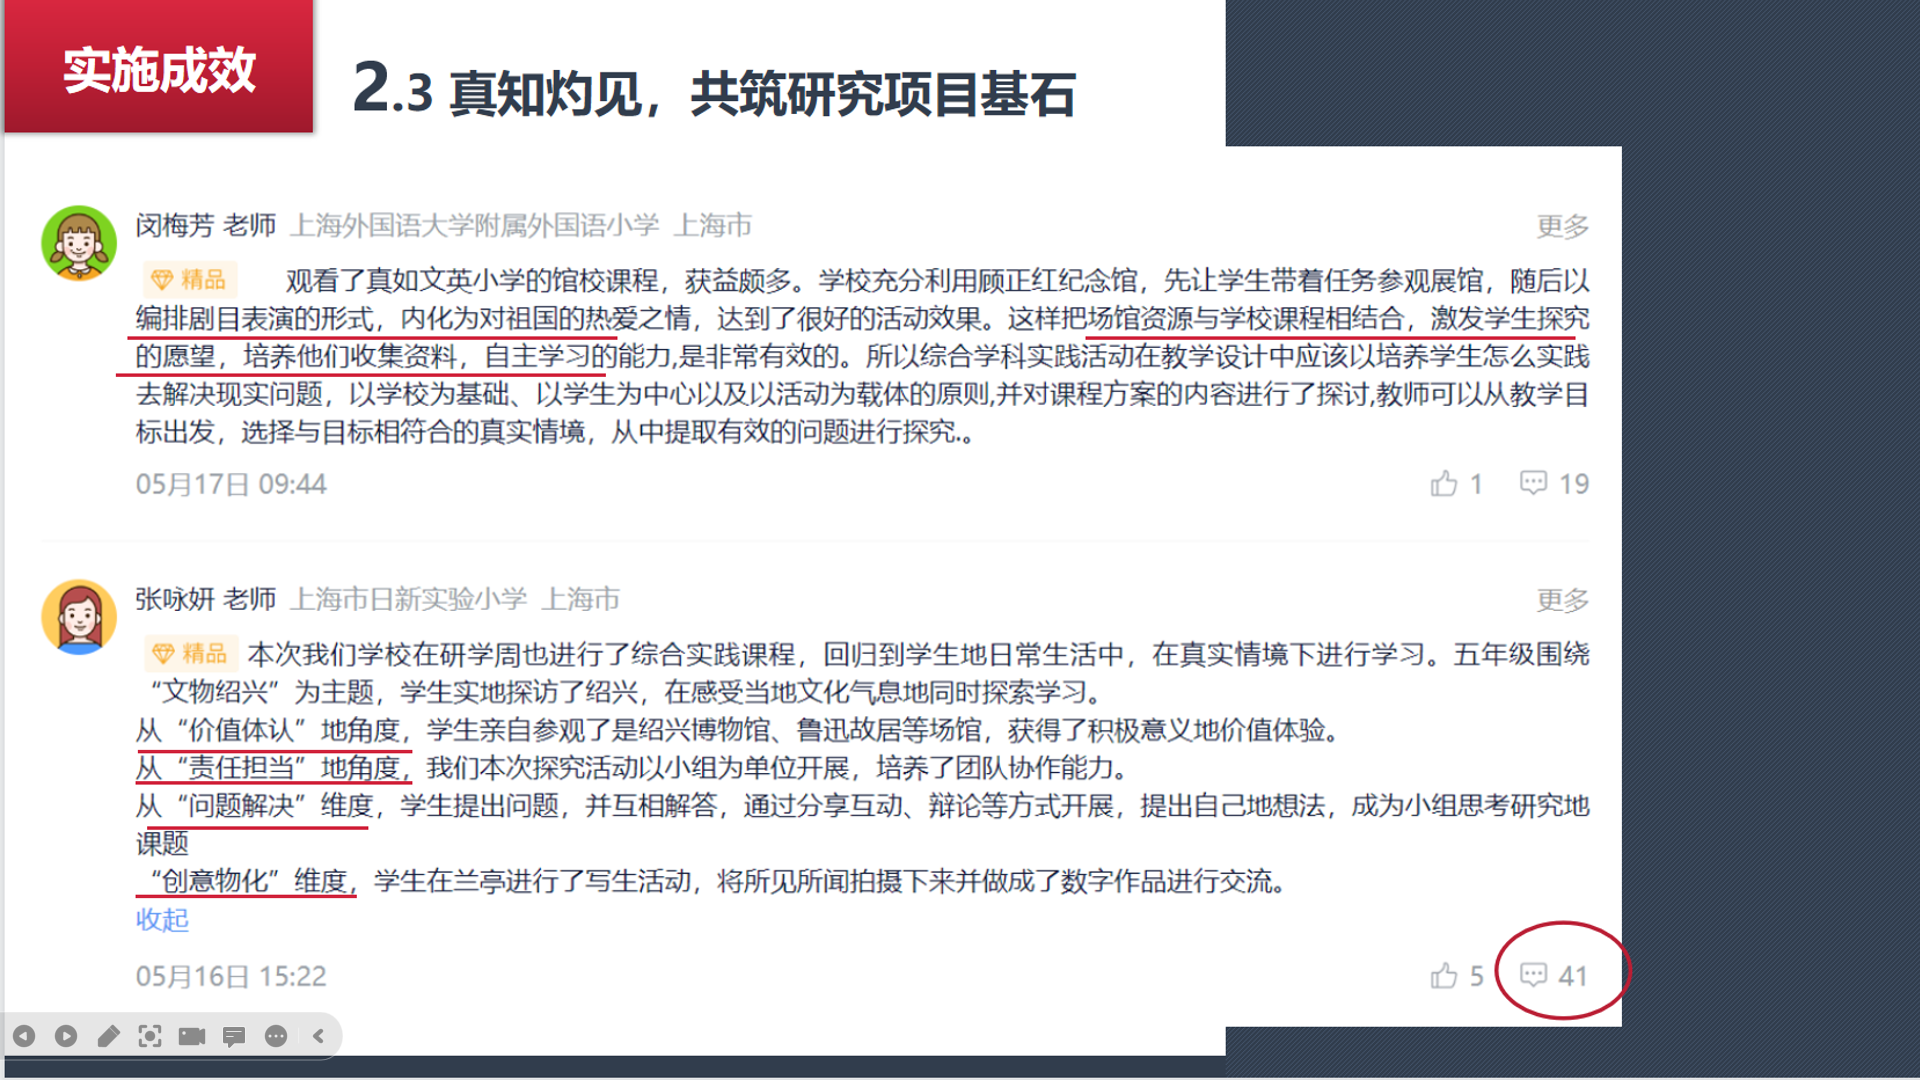 实施成效
2.3 真知灼见，共筑研究项目基石
闵梅芳 老师 上海外国语大学附属外国语小学 上海市 更多
精品 观看了真如文英小学的馆校课程，获益颇多。学校充分利用顾正红纪念馆，先让学生带着任务参观展馆，随后以
编排剧目表演的形式，内化为对祖国的热爱之情，达到了很好的活动效果。这样把场馆资源与学校课程相结合，激发学生探究
的愿望，培养他们收集资料，自主学习的能力,是非常有效的。所以综合学科实践活动在教学设计中应该以培养学生怎么实践
去解决现实问题，以学校为基础、以学生为中心以及以活动为载体的原则,并对课程方案的内容进行了探讨,教师可以从教学目
标出发，选择与目标相符合的真实情境，从中提取有效的问题进行探究.。
05月17日 09:44 1 19
张咏妍 老师 上海市日新实验小学 上海市 更多
精品 本次我们学校在研学周也进行了综合实践课程，回归到学生地日常生活中，在真实情境下进行学习。五年级围绕
“文物绍兴”为主题，学生实地探访了绍兴，在感受当地文化气息地同时探索学习。
从“价值体认”地角度，学生亲自参观了是绍兴博物馆、鲁迅故居等场馆，获得了积极意义地价值体验。
从“责任担当”地角度，我们本次探究活动以小组为单位开展，培养了团队协作能力。
从“问题解决”维度，学生提出问题，并互相解答，通过分享互动、辩论等方式开展，提出自己地想法，成为小组思考研究地
课题
“创意物化”维度，学生在兰亭进行了写生活动，将所见所闻拍摄下来并做成了数字作品进行交流。
收起
05月16日 15:22 5 41